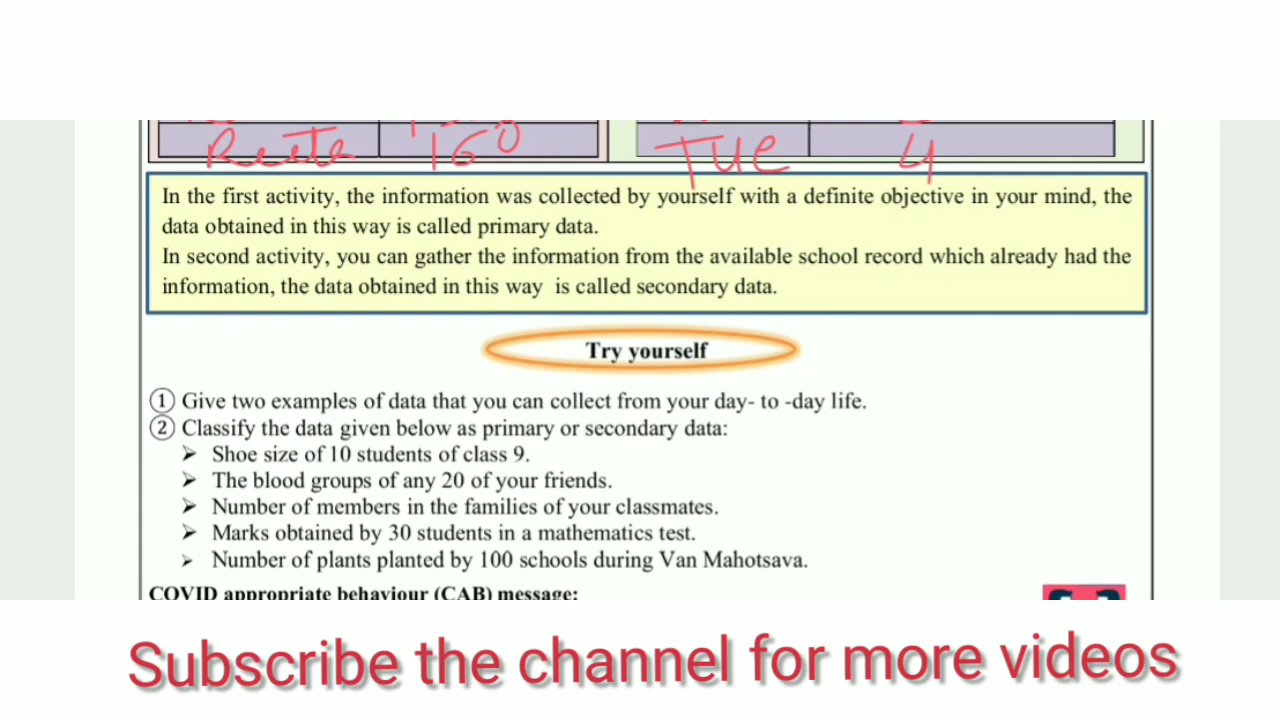 Reeta 160 Tue 4
In the first activity, the information was collected by yourself with a definite objective in your mind, the
data obtained in this way is called primary data.
In second activity, you can gather the information from the available school record which already had the
information, the data obtained in this way is called secondary data.
Try yourself
① Give two examples of data that you can collect from your day- to -day life.
② Classify the data given below as primary or secondary data:
➤ Shoe size of 10 students of class 9.
➤ The blood groups of any 20 of your friends.
➤ Number of members in the families of your classmates.
➤ Marks obtained by 30 students in a mathematics test.
➤ Number of plants planted by 100 schools during Van Mahotsava.
COVID appropriate behaviour (CAB) message:
Subscribe the channel for more videos